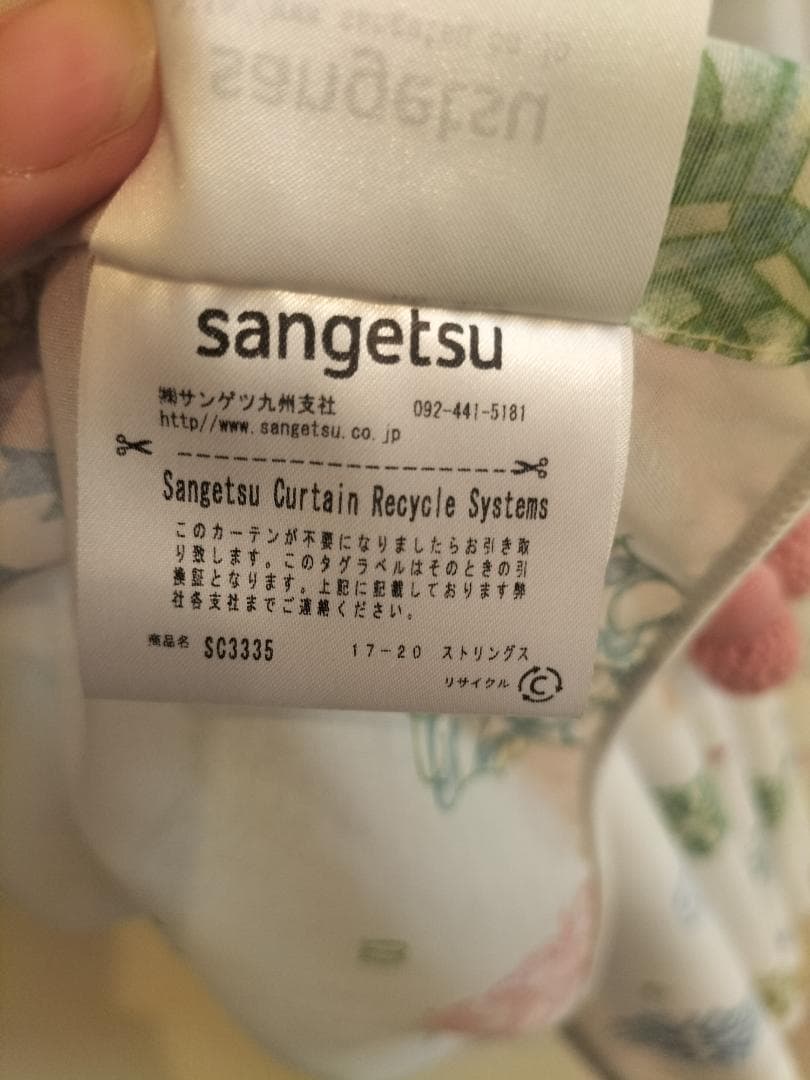 sangetsu
sangetsu
㈱サンゲツ九州支社 092-441-5181
http//www.sangetsu.co.jp
Sangetsu Curtain Recycle Systems
このカーテンが不要になりましたらお引き取
り致します。このタグラベルはそのときの引
換証となります。上記に記載しております弊
社各支社までご連絡ください。
商品名 SC3335 17-20 ストリングス
リサイクル C